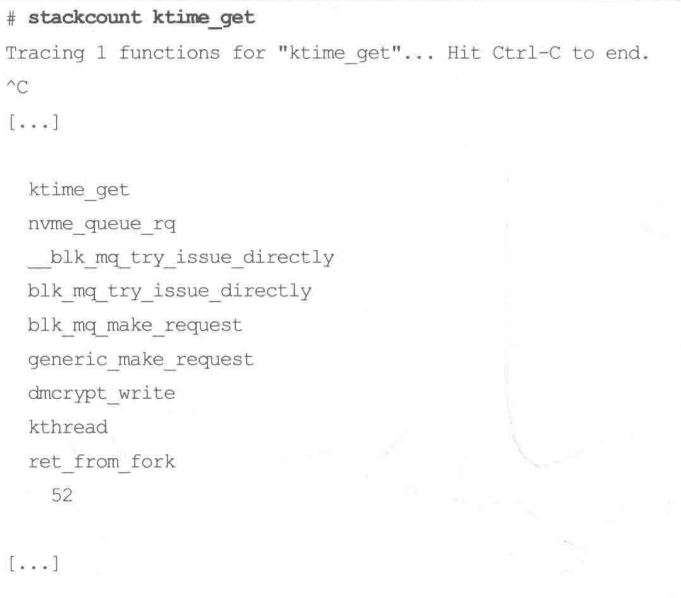 # stackcount ktime_get
Tracing 1 functions for "ktime_get"... Hit Ctrl-C to end.
^C
[...]
ktime_get
nvme_queue_rq
__blk_mq_try_issue_directly
blk_mq_try_issue_directly
blk_mq_make_request
generic_make_request
dmcrypt_write
kthread
ret_from_fork
52
[...]